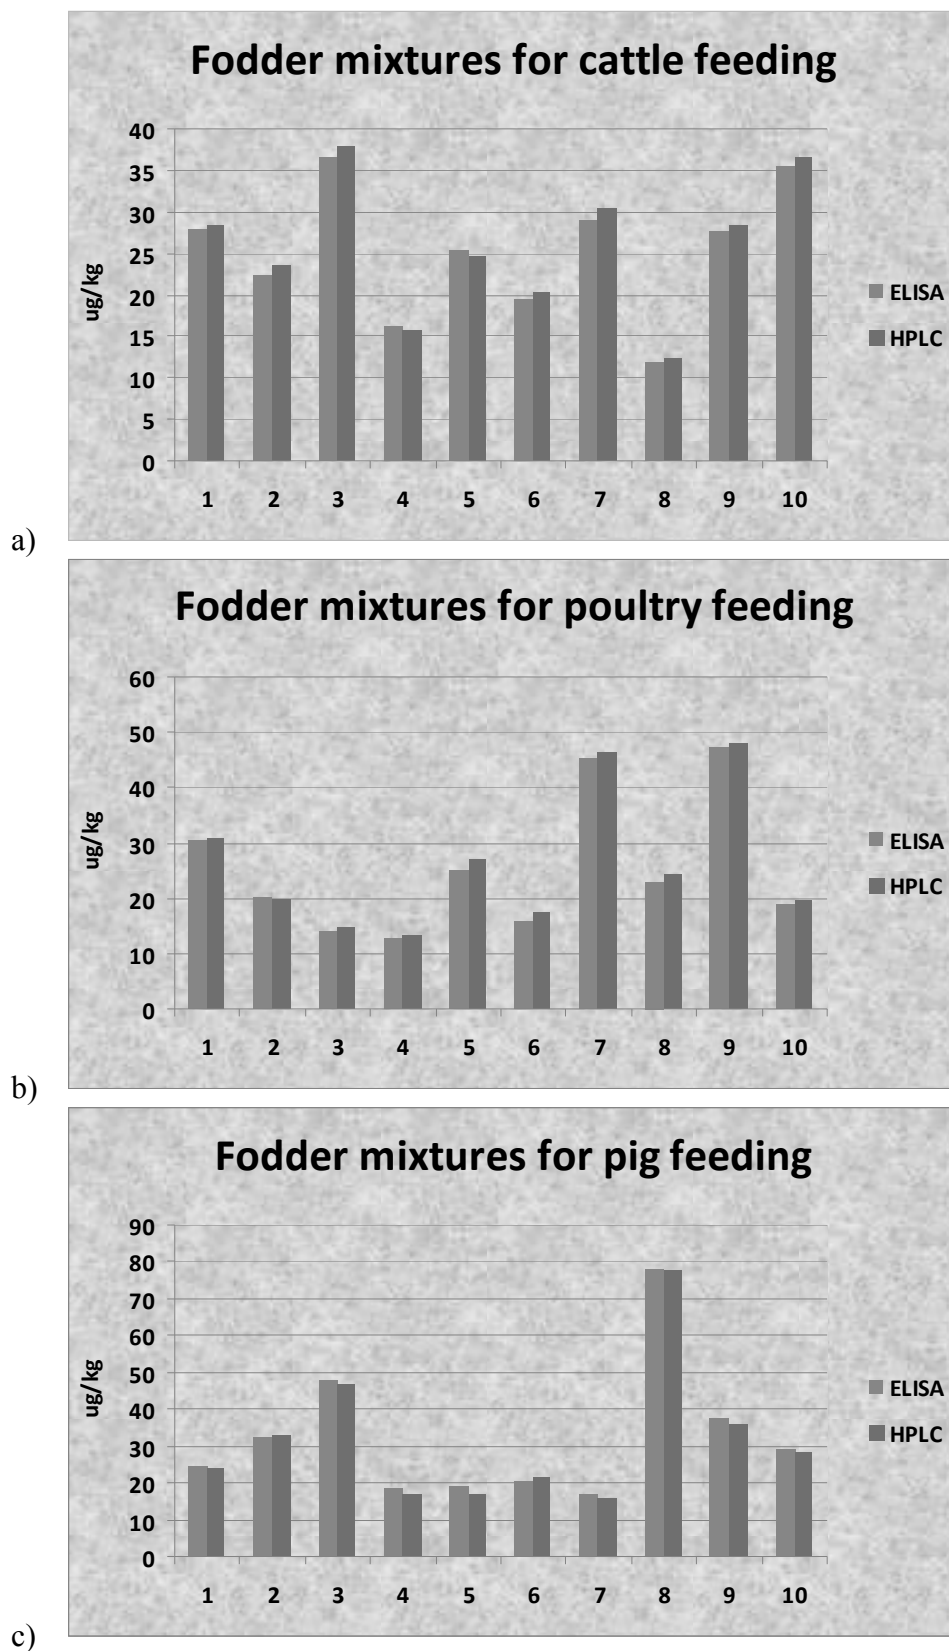 Fodder mixtures for cattle feeding
40
35
30
25
20
15
10
5
0
ug/kg
1 2 3 4 5 6 7 8 9 10
ELISA
HPLC
a)
Fodder mixtures for poultry feeding
60
50
40
30
20
10
0
ug/kg
1 2 3 4 5 6 7 8 9 10
ELISA
HPLC
b)
Fodder mixtures for pig feeding
90
80
70
60
50
40
30
20
10
0
ug/kg
1 2 3 4 5 6 7 8 9 10
ELISA
HPLC
c)